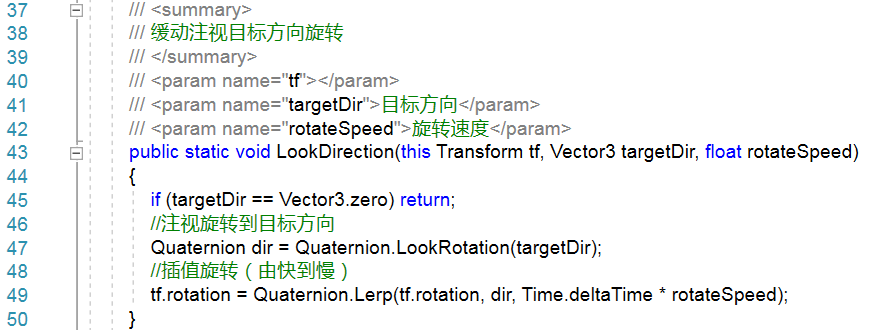 37 /// <summary>
38 /// 缓动注视目标方向旋转
39 /// </summary>
40 /// <param name="tf"></param>
41 /// <param name="targetDir">目标方向</param>
42 /// <param name="rotateSpeed">旋转速度</param>
43 public static void LookDirection(this Transform tf, Vector3 targetDir, float rotateSpeed)
44 {
45 if (targetDir == Vector3.zero) return;
46 //注视旋转到目标方向
47 Quaternion dir = Quaternion.LookRotation(targetDir);
48 //插值旋转（由快到慢）
49 tf.rotation = Quaternion.Lerp(tf.rotation, dir, Time.deltaTime * rotateSpeed);
50 }